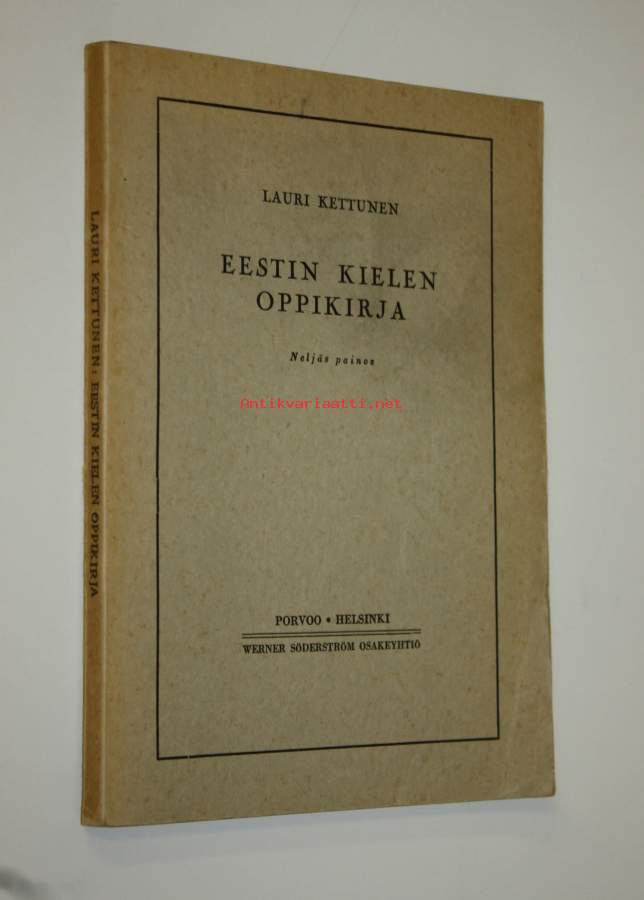 LAURI KETTUNEN
EESTIN KIELEN
OPPIKIRJA
Neljäs painos
Antikvariaatti.net
PORVOO • HELSINKI
WERNER SÖDERSTRÖM OSAKEYHTIÖ
LAURI KETTUNEN: EESTIN KIELEN OPPIKIRJA